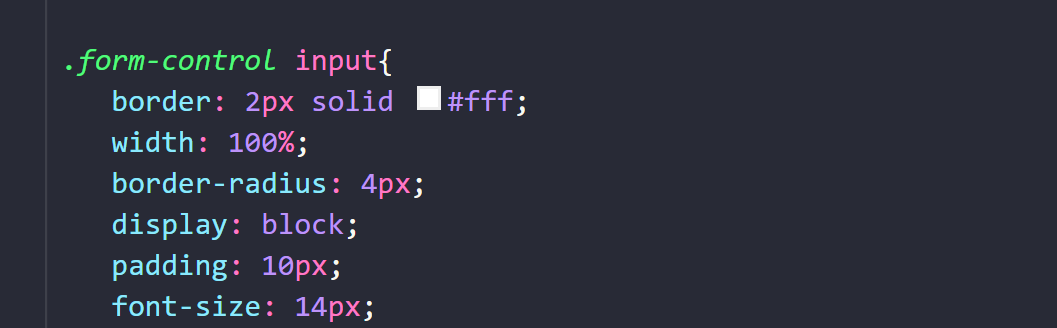 .form-control input{
border: 2px solid #fff;
width: 100%;
border-radius: 4px;
display: block;
padding: 10px;
font-size: 14px;